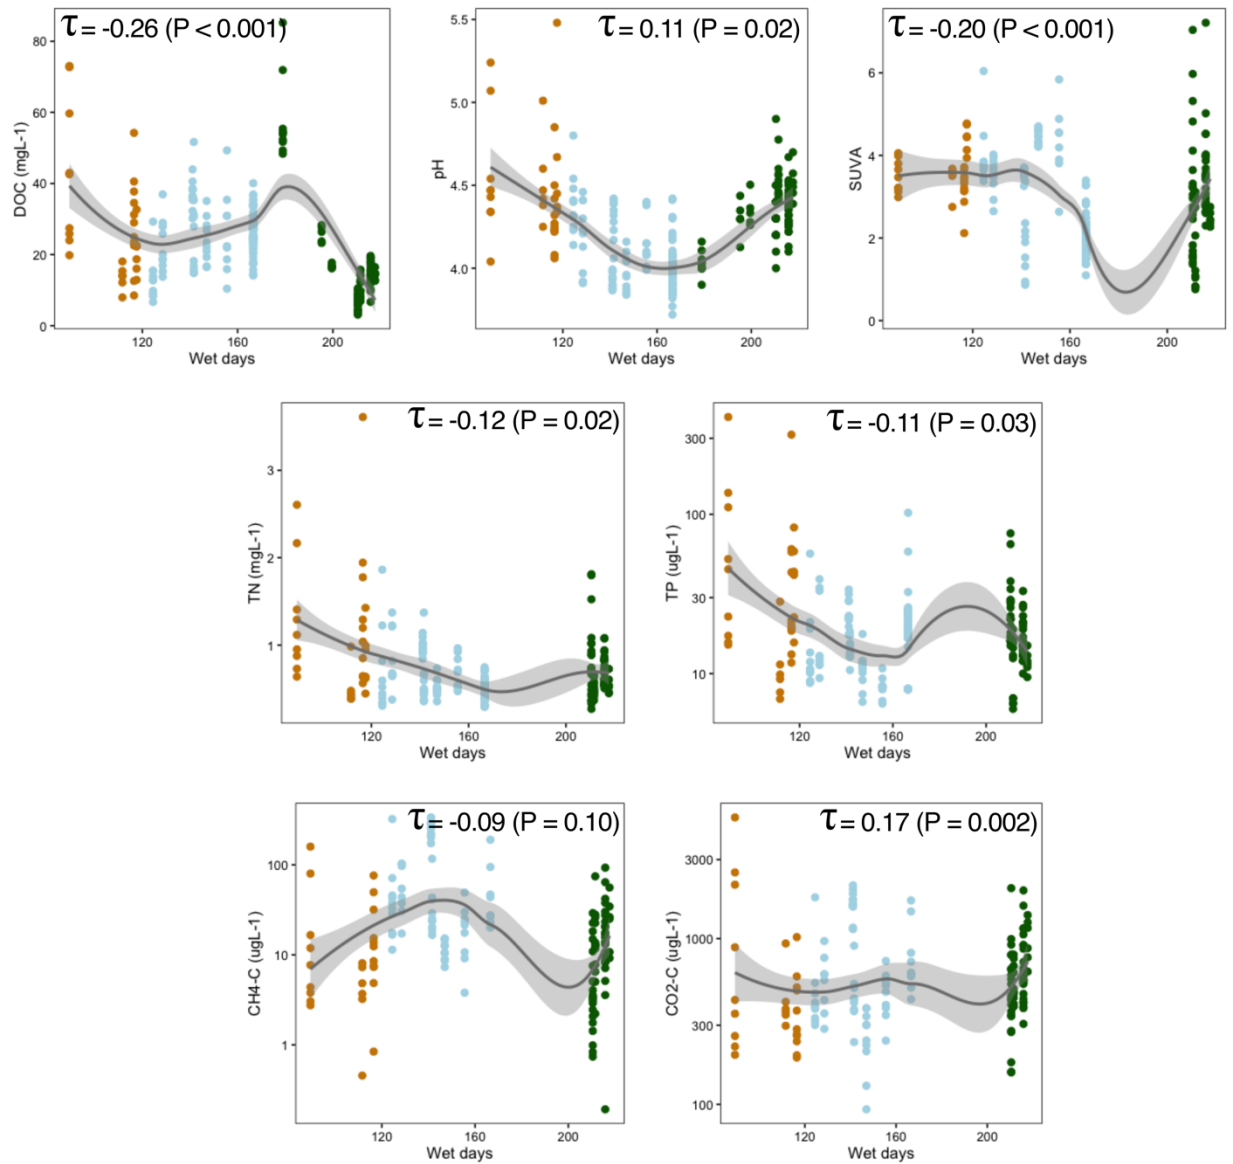 τ= -0.26 (P < 0.001)
80
60
40
20
0
DOC (mgL-1)
120
160
200
Wet days
τ= 0.11 (P = 0.02)
5.5
5.0
4.5
4.0
pH
120
160
200
Wet days
τ= -0.20 (P < 0.001)
6
4
2
0
SUVA
120
160
200
Wet days
τ= -0.12 (P = 0.02)
3
2
1
TN (mgL-1)
120
160
200
Wet days
τ= -0.11 (P = 0.03)
300
100
30
10
TP (ugL-1)
120
160
200
Wet days
τ= -0.09 (P = 0.10)
100
10
1
CH4-C (ugL-1)
120
160
200
Wet days
τ= 0.17 (P = 0.002)
3000
1000
300
100
CO2-C (ugL-1)
120
160
200
Wet days